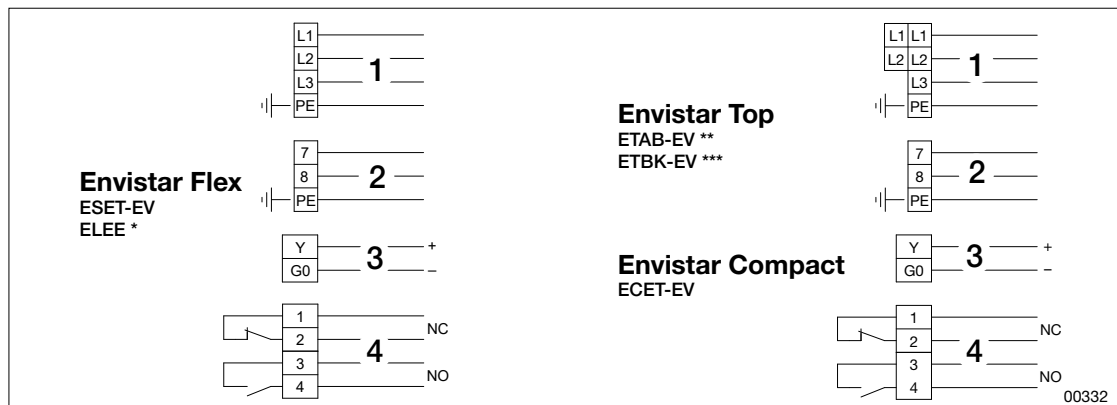 L1
L2 1
L3
PE
7
8 2
PE
Envistar Flex
ESET-EV
ELEE *
Y +
3
G0 –
1
NC
2
4
3
NO
4
L1 L1
L2 L2 1
L3
PE
Envistar Top
ETAB-EV **
ETBK-EV ***
7
8 2
PE
Y +
3
G0 –
Envistar Compact
ECET-EV
1
NC
2
4
3
NO
4
00332